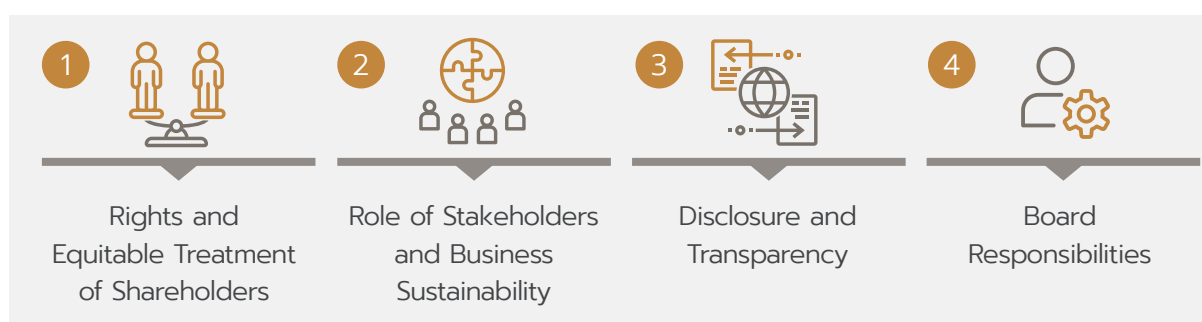 1
Rights and
Equitable Treatment
of Shareholders
2
Role of Stakeholders
and Business
Sustainability
3
Disclosure and
Transparency
4
Board
Responsibilities